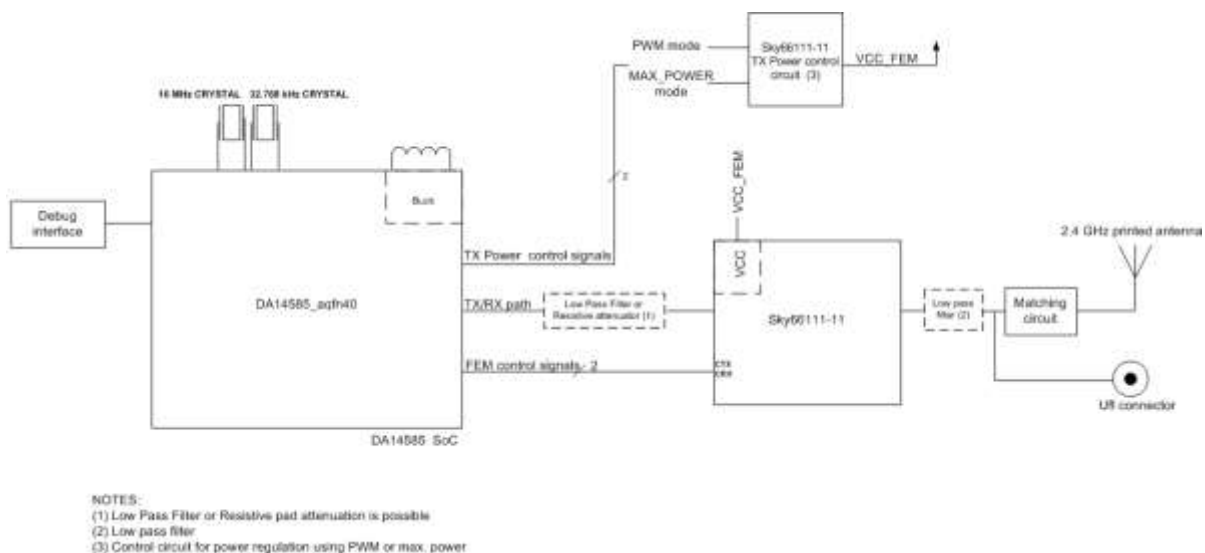 PWM mode
Sky66111-11
TX Power control
circuit (3)
VCC_FEM
MAX_POWER
mode
16 MHz CRYSTAL
32.768 kHz CRYSTAL
2
Buck
VCC_FEM
Debug
interface
TX Power control signals
VCC
2.4 GHz printed antenna
DA14585_aqfn40
TX/RX path
Low Pass Filter or
Resistive attenuator (1)
Sky66111-11
Low pass
filter (2)
Matching
circuit
FEM control signals - 2
CTX
CRX
Ufl connector
DA14585 SoC
NOTES:
(1) Low Pass Filter or Resistive pad attenuation is possible
(2) Low pass filter
(3) Control circuit for power regulation using PWM or max. power